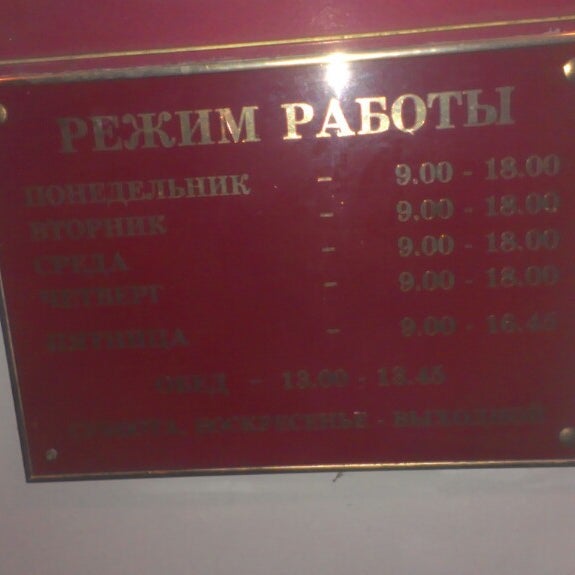 РЕЖИМ РАБОТЫ
ПОНЕДЕЛЬНИК - 9.00 - 18.00
ВТОРНИК - 9.00 - 18.00
СРЕДА - 9.00 - 18.00
ЧЕТВЕРГ - 9.00 - 18.00
ПЯТНИЦА - 9.00 - 16.45
ОБЕД - 13.00 - 13.45
СУББОТА, ВОСКРЕСЕНЬЕ - ВЫХОДНОЙ